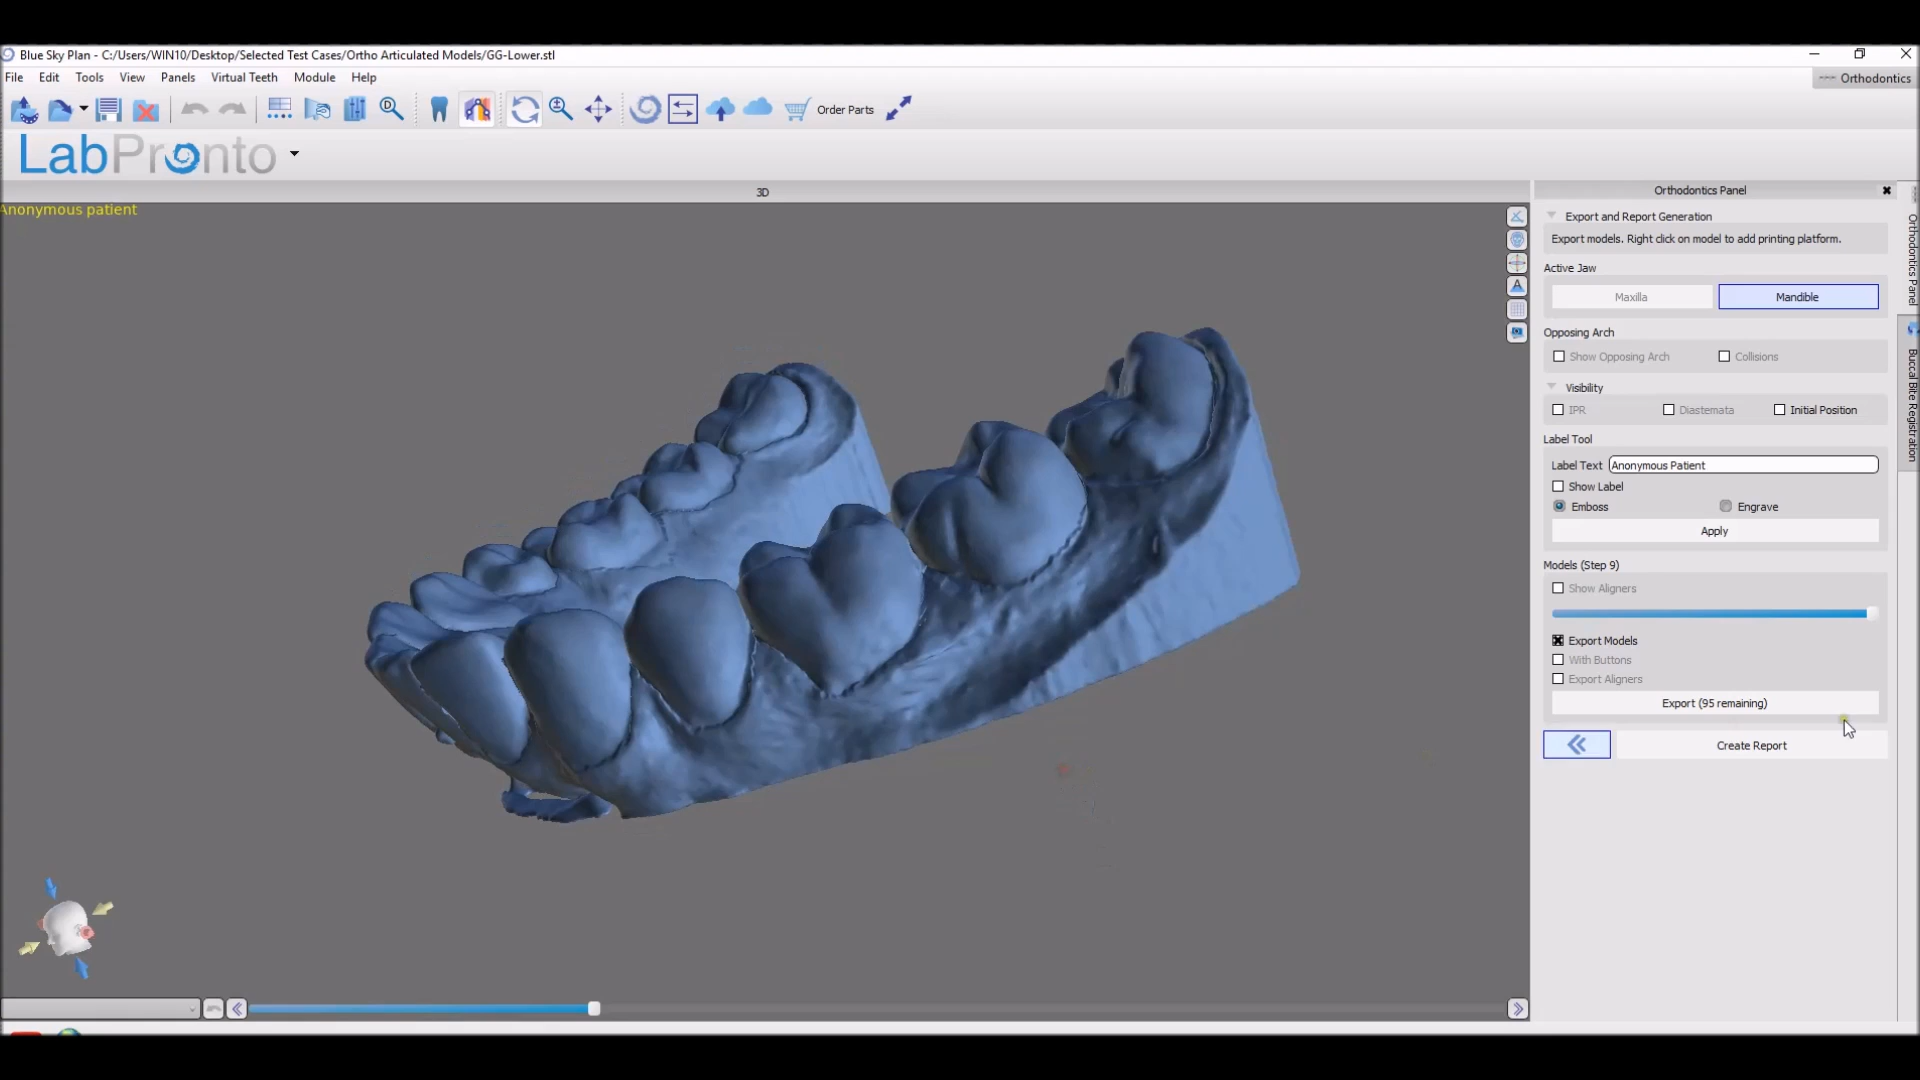 Blue Sky Plan - C:/Users/WIN10/Desktop/Selected Test Cases/Ortho Articulated Models/GG-Lower.stl
File Edit Tools View Panels Virtual Teeth Module Help
Orthodontics
D
Order Parts
LabPronto
3D
Anonymous patient
A
Orthodontics Panel
Export and Report Generation
Export models. Right click on model to add printing platform.
Active Jaw
Maxilla Mandible
Opposing Arch
Show Opposing Arch Collisions
Visibility
IPR Diastemata Initial Position
Label Tool
Label Text Anonymous Patient
Show Label
Emboss Engrave
Apply
Models (Step 9)
Show Aligners
Export Models
With Buttons
Export Aligners
Export (95 remaining)
Create Report
Orthodontics Panel
Buccal Bite Registration